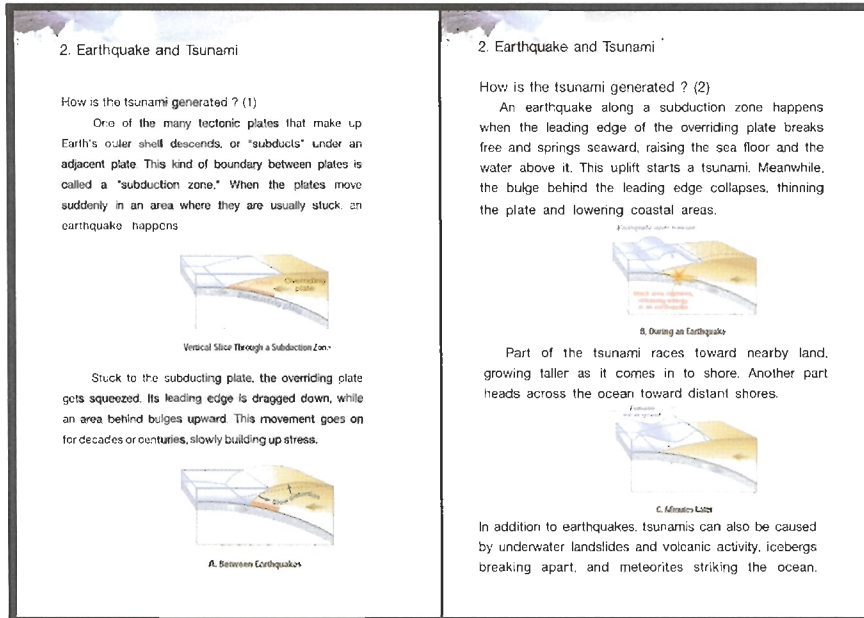 2. Earthquake and Tsunami
How is the tsunami generated ? (1)
One of the many tectonic plates that make up
Earth's outer shell descends, or "subducts" under an
adjacent plate. This kind of boundary between plates is
called a "subduction zone." When the plates move
suddenly in an area where they are usually stuck, an
earthquake happens
Overriding
plate
Subducting plate
Vertical Slice Through a Subduction Zone
Stuck to the subducting plate, the overriding plate
gets squeezed. Its leading edge is dragged down, while
an area behind bulges upward. This movement goes on
for decades or centuries, slowly building up stress.
Slow distortion
A. Between Earthquakes
2. Earthquake and Tsunami
How is the tsunami generated ? (2)
An earthquake along a subduction zone happens
when the leading edge of the overriding plate breaks
free and springs seaward, raising the sea floor and the
water above it. This uplift starts a tsunami. Meanwhile,
the bulge behind the leading edge collapses, thinning
the plate and lowering coastal areas.
Earthquake starts tsunami
B. During an Earthquake
Part of the tsunami races toward nearby land,
growing taller as it comes in to shore. Another part
heads across the ocean toward distant shores.
C. Minutes Later
In addition to earthquakes, tsunamis can also be caused
by underwater landslides and volcanic activity, icebergs
breaking apart, and meteorites striking the ocean.